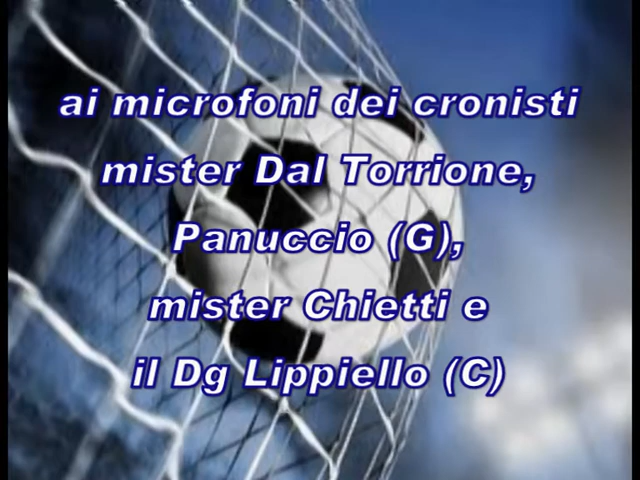 ai microfoni dei cronisti
mister Dal Torrione,
Panuccio (G),
mister Chietti e
il Dg Lippiello (C)